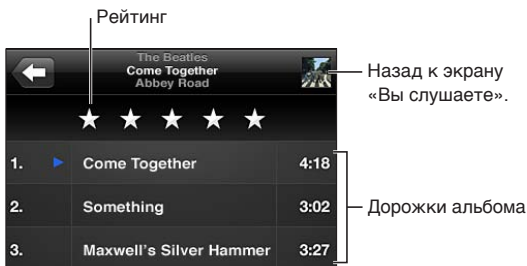 Рейтинг
The Beatles
Come Together
Abbey Road
Назад к экрану
«Вы слушаете».
1. Come Together 4:18
2. Something 3:02
3. Maxwell's Silver Hammer 3:27
Дорожки альбома